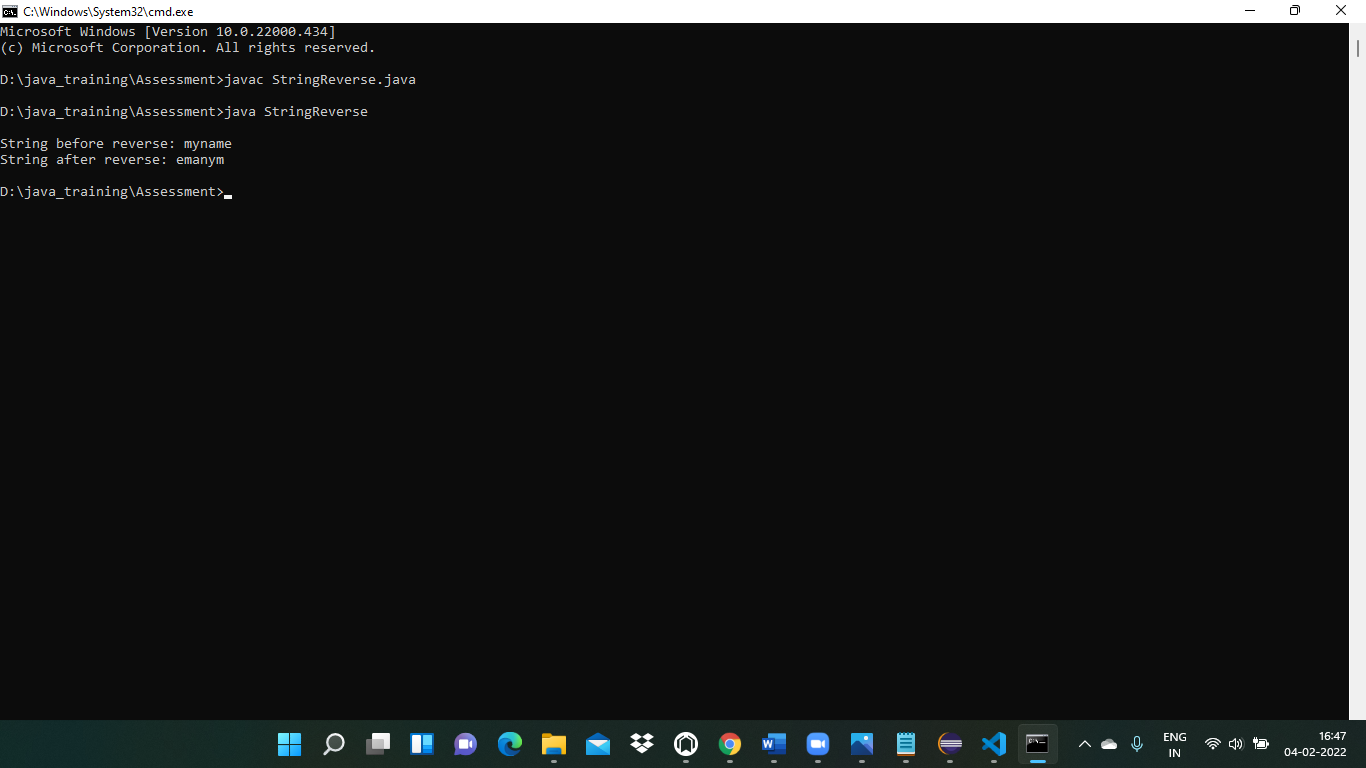 C:\Windows\System32\cmd.exe
Microsoft Windows [Version 10.0.22000.434]
(c) Microsoft Corporation. All rights reserved.
D:\java_training\Assessment>javac StringReverse.java
D:\java_training\Assessment>java StringReverse
String before reverse: myname
String after reverse: emanym
D:\java_training\Assessment>
ENG
IN
16:47
04-02-2022